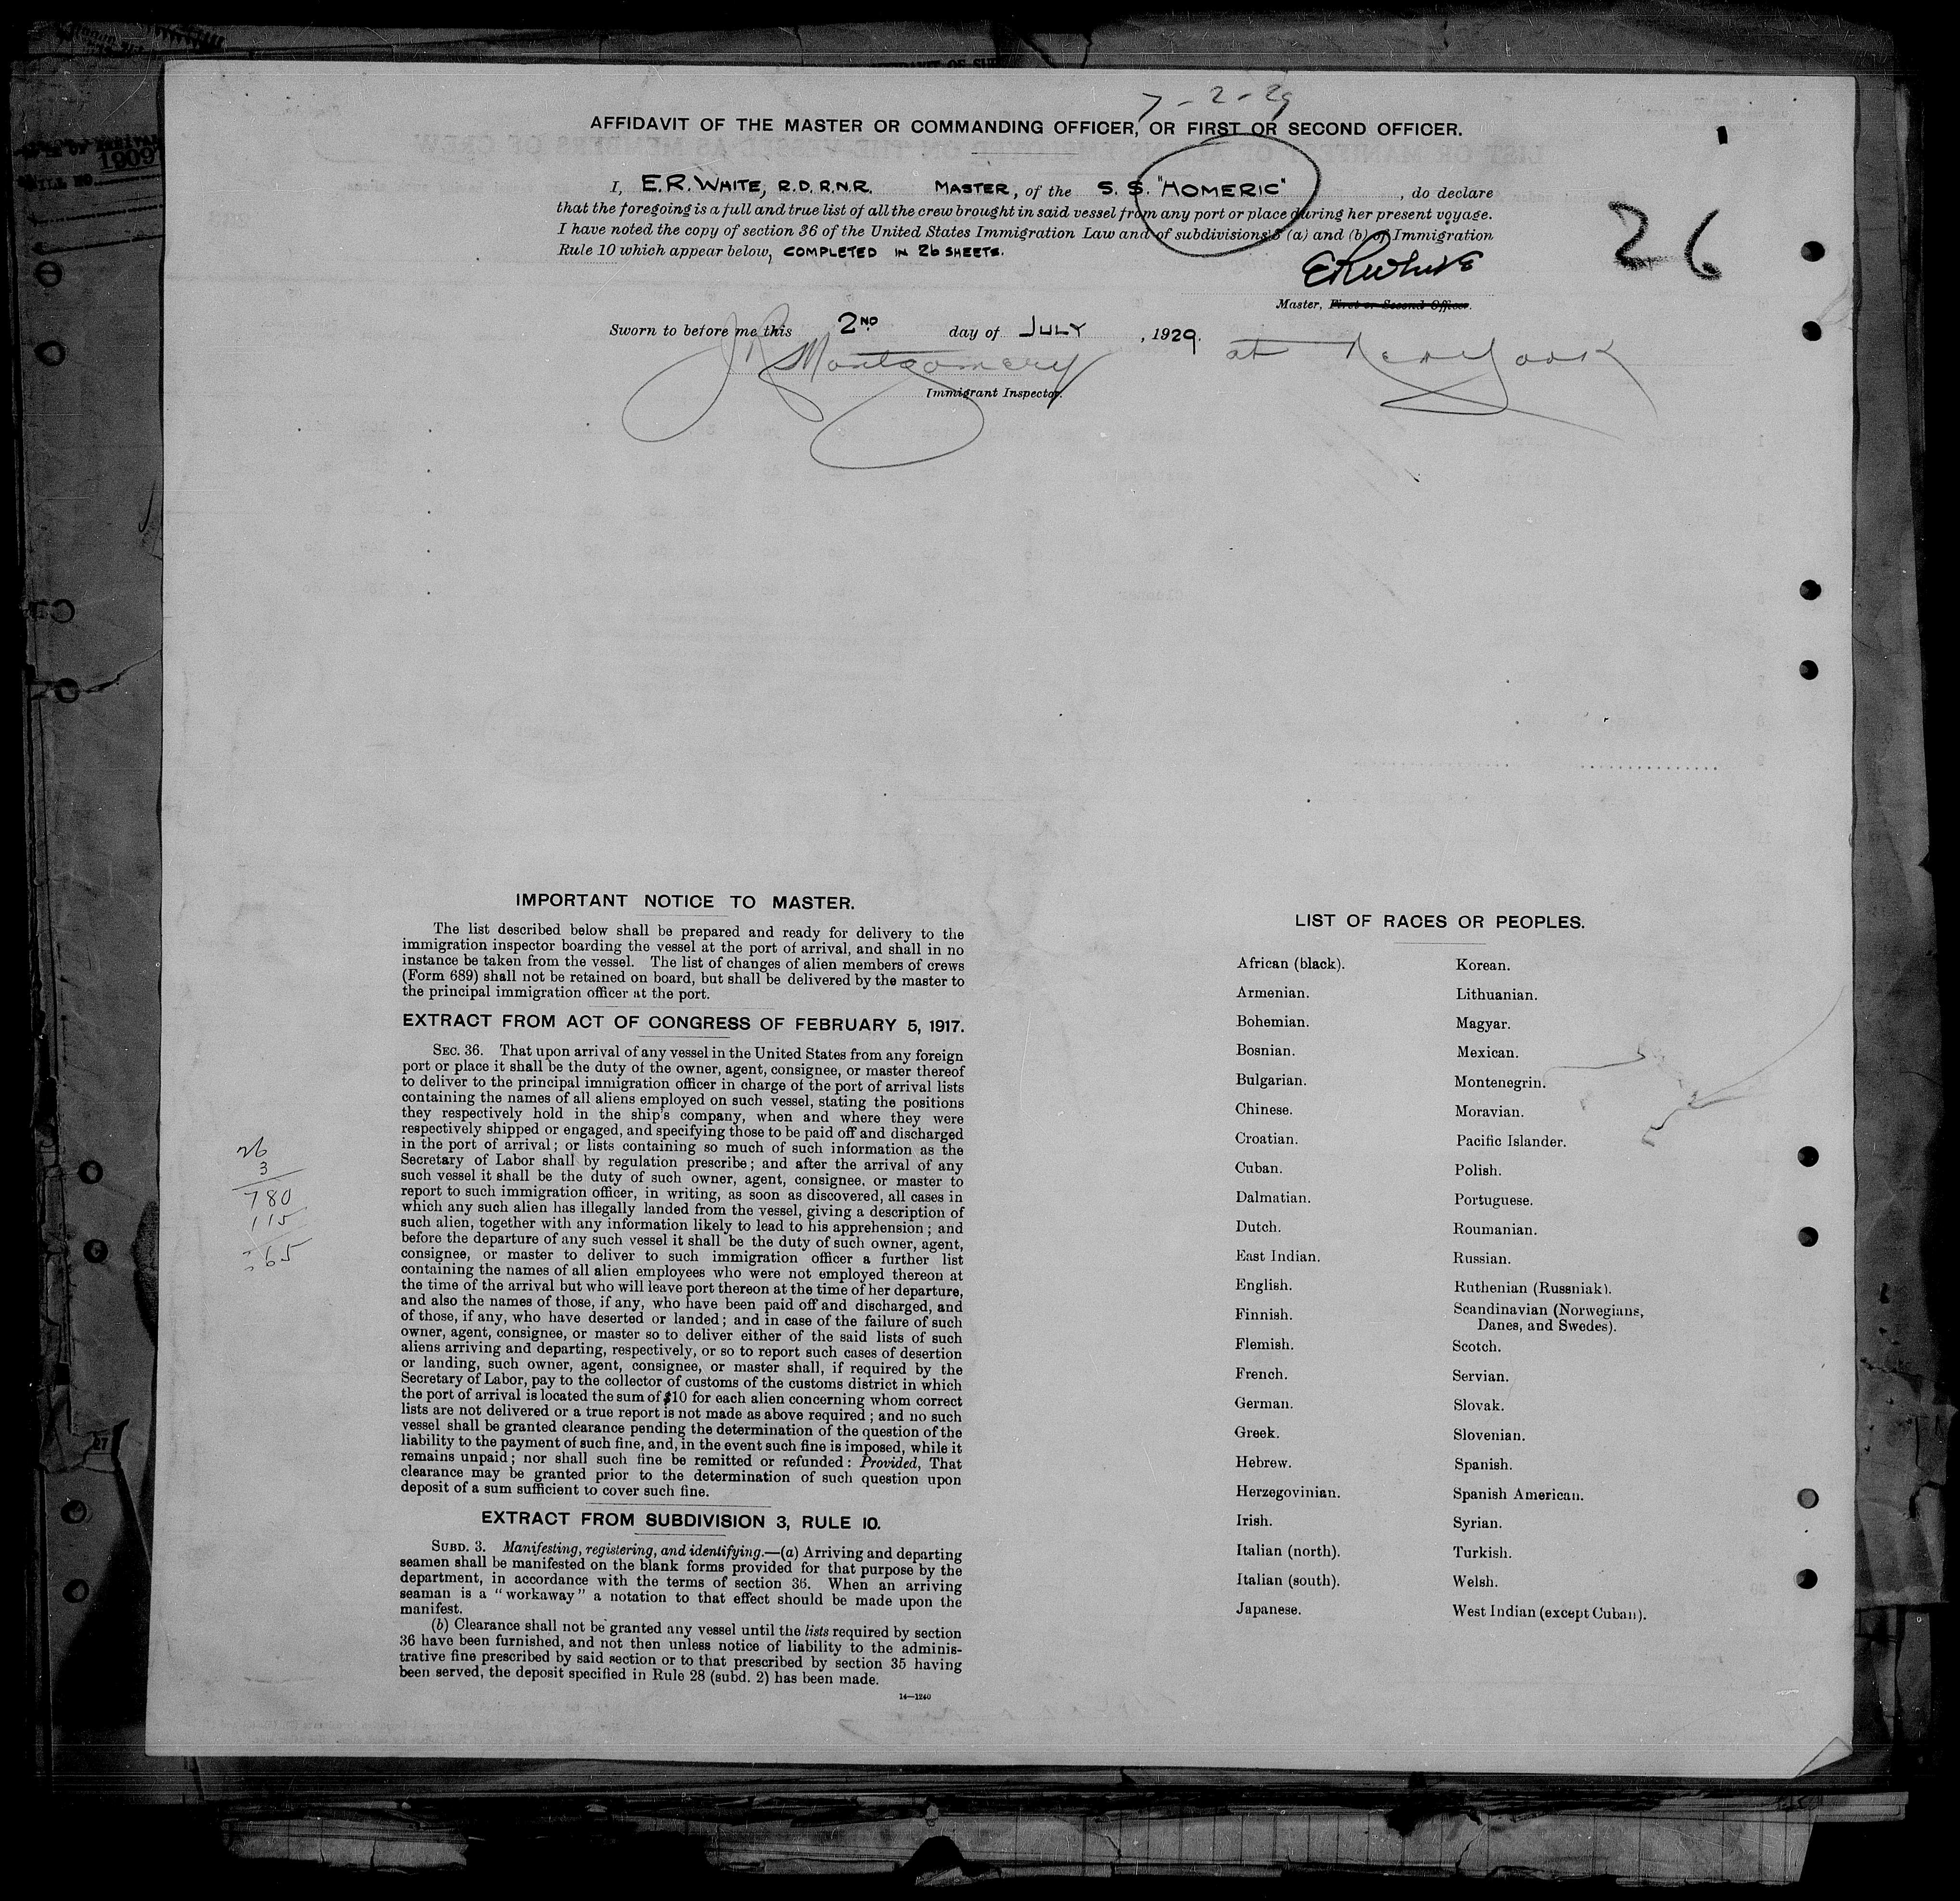 7-2-29
AFFIDAVIT OF THE MASTER OR COMMANDING OFFICER, OR FIRST OR SECOND OFFICER.
I, E.R. WHITE, R.D. R.N.R. MASTER, of the S.S. "HOMERIC", do declare
that the foregoing is a full and true list of all the crew brought in said vessel from any port or place during her present voyage.
I have noted the copy of section 36 of the United States Immigration Law and of subdivisions (a) and (b) of Immigration
Rule 10 which appear below, COMPLETED IN 26 SHEETS.
26
ERWhite
Master, First or Second Officer.
Sworn to before me this 2ND day of JULY, 1929.
J R Montgomery at New York
Immigrant Inspector.
IMPORTANT NOTICE TO MASTER.
The list described below shall be prepared and ready for delivery to the
immigration inspector boarding the vessel at the port of arrival, and shall in no
instance be taken from the vessel. The list of changes of alien members of crews
(Form 689) shall not be retained on board, but shall be delivered by the master to
the principal immigration officer at the port.
EXTRACT FROM ACT OF CONGRESS OF FEBRUARY 5, 1917.
SEC. 36. That upon arrival of any vessel in the United States from any foreign
port or place it shall be the duty of the owner, agent, consignee, or master thereof
to deliver to the principal immigration officer in charge of the port of arrival lists
containing the names of all aliens employed on such vessel, stating the positions
they respectively hold in the ship's company, when and where they were
respectively shipped or engaged, and specifying those to be paid off and discharged
in the port of arrival; or lists containing so much of such information as the
Secretary of Labor shall by regulation prescribe; and after the arrival of any
such vessel it shall be the duty of such owner, agent, consignee, or master to
report to such immigration officer, in writing, as soon as discovered, all cases in
which any such alien has illegally landed from the vessel, giving a description of
such alien, together with any information likely to lead to his apprehension; and
before the departure of any such vessel it shall be the duty of such owner, agent,
consignee, or master to deliver to such immigration officer a further list
containing the names of all alien employees who were not employed thereon at
the time of the arrival but who will leave port thereon at the time of her departure,
and also the names of those, if any, who have been paid off and discharged, and
of those, if any, who have deserted or landed; and in case of the failure of such
owner, agent, consignee, or master so to deliver either of the said lists of such
aliens arriving and departing, respectively, or so to report such cases of desertion
or landing, such owner, agent, consignee, or master shall, if required by the
Secretary of Labor, pay to the collector of customs of the customs district in which
the port of arrival is located the sum of $10 for each alien concerning whom correct
lists are not delivered or a true report is not made as above required; and no such
vessel shall be granted clearance pending the determination of the question of the
liability to the payment of such fine, and, in the event such fine is imposed, while it
remains unpaid; nor shall such fine be remitted or refunded: Provided, That
clearance may be granted prior to the determination of such question upon
deposit of a sum sufficient to cover such fine.
EXTRACT FROM SUBDIVISION 3, RULE 10.
SUBD. 3. Manifesting, registering, and identifying.—(a) Arriving and departing
seamen shall be manifested on the blank forms provided for that purpose by the
department, in accordance with the terms of section 36. When an arriving
seaman is a "workaway" a notation to that effect should be made upon the
manifest.
(b) Clearance shall not be granted any vessel until the lists required by section
36 have been furnished, and not then unless notice of liability to the adminis-
trative fine prescribed by said section or to that prescribed by section 35 having
been served, the deposit specified in Rule 28 (subd. 2) has been made.
14—1240
26
3
780
115
65
LIST OF RACES OR PEOPLES.
African (black). Korean.
Armenian. Lithuanian.
Bohemian. Magyar.
Bosnian. Mexican.
Bulgarian. Montenegrin.
Chinese. Moravian.
Croatian. Pacific Islander.
Cuban. Polish.
Dalmatian. Portuguese.
Dutch. Roumanian.
East Indian. Russian.
English. Ruthenian (Russniak).
Finnish. Scandinavian (Norwegians,
Danes, and Swedes).
Flemish. Scotch.
French. Servian.
German. Slovak.
Greek. Slovenian.
Hebrew. Spanish.
Herzegovinian. Spanish American.
Irish. Syrian.
Italian (north). Turkish.
Italian (south). Welsh.
Japanese. West Indian (except Cuban).